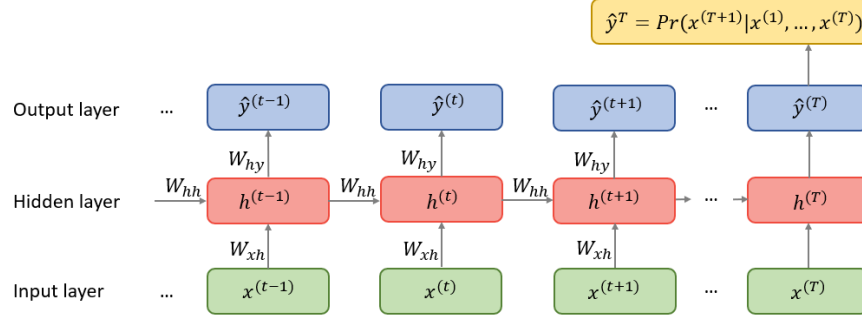 ŷᵀ = Pr(x⁽ᵀ⁺¹⁾|x⁽¹⁾, ..., x⁽ᵀ⁾)
Output layer ... ŷ⁽ᵗ⁻¹⁾ ŷ⁽ᵗ⁾ ŷ⁽ᵗ⁺¹⁾ ... ŷ⁽ᵀ⁾
W_hy W_hy W_hy
W_hh W_hh W_hh
Hidden layer h⁽ᵗ⁻¹⁾ h⁽ᵗ⁾ h⁽ᵗ⁺¹⁾ ... h⁽ᵀ⁾
W_xh W_xh W_xh
Input layer ... x⁽ᵗ⁻¹⁾ x⁽ᵗ⁾ x⁽ᵗ⁺¹⁾ ... x⁽ᵀ⁾